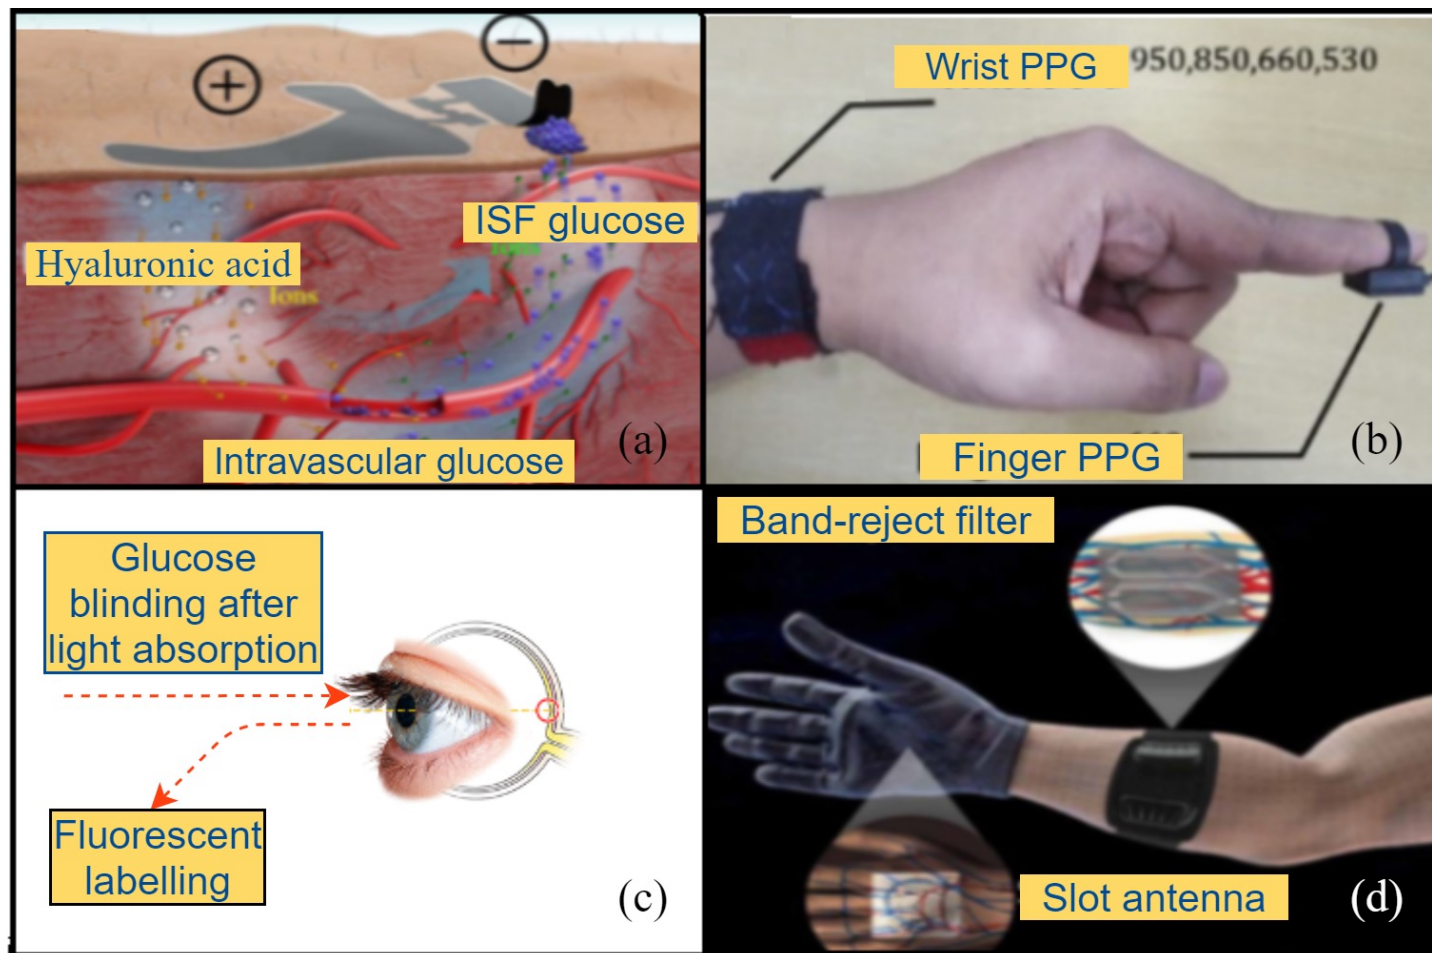 +
−
ISF glucose
Ions
Hyaluronic acid
Ions
Intravascular glucose
(a)
Wrist PPG 950,850,660,530
Finger PPG
(b)
Glucose
blinding after
light absorption
Fluorescent
labelling
(c)
Band-reject filter
Slot antenna
(d)